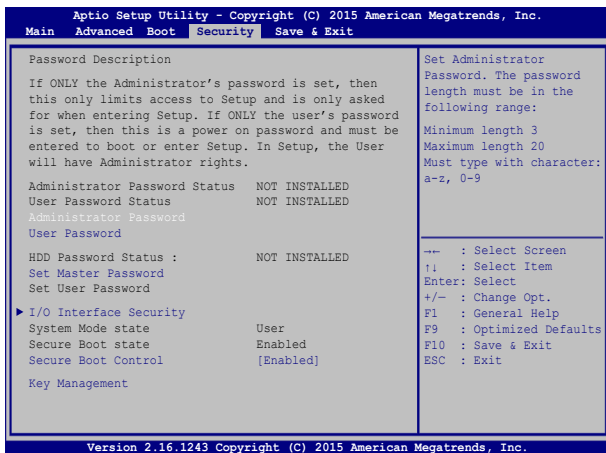 Aptio Setup Utility - Copyright (C) 2015 American Megatrends, Inc.
Main Advanced Boot Security Save & Exit
Password Description
If ONLY the Administrator's password is set, then
this only limits access to Setup and is only asked
for when entering Setup. If ONLY the user's password
is set, then this is a power on password and must be
entered to boot or enter Setup. In Setup, the User
will have Administrator rights.
Administrator Password Status NOT INSTALLED
User Password Status NOT INSTALLED
Administrator Password
User Password
HDD Password Status : NOT INSTALLED
Set Master Password
Set User Password
I/O Interface Security
System Mode state User
Secure Boot state Enabled
Secure Boot Control [Enabled]
Key Management
Set Administrator
Password. The password
length must be in the
following range:
Minimum length 3
Maximum length 20
Must type with character:
a-z, 0-9
→← : Select Screen
↑↓ : Select Item
Enter: Select
+/— : Change Opt.
F1 : General Help
F9 : Optimized Defaults
F10 : Save & Exit
ESC : Exit
Version 2.16.1243 Copyright (C) 2015 American Megatrends, Inc.